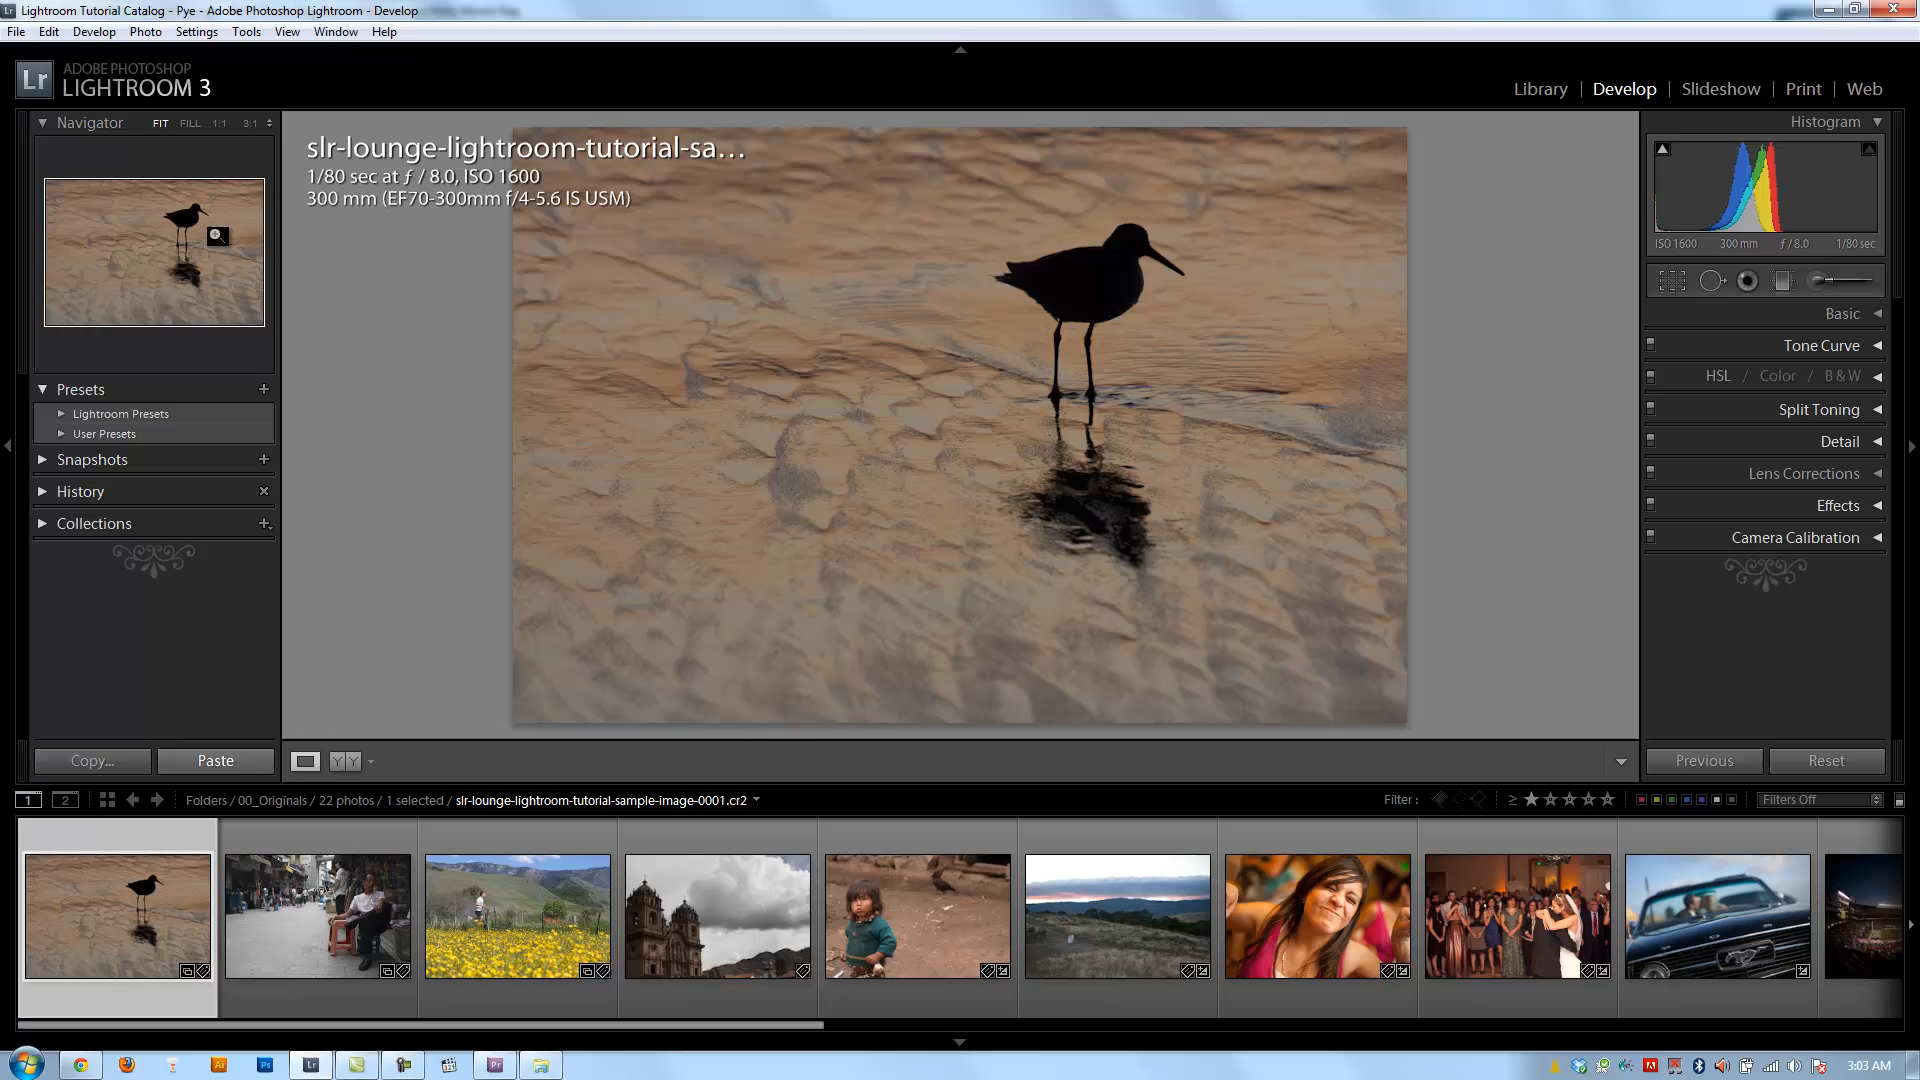 Lightroom Tutorial Catalog - Pye - Adobe Photoshop Lightroom - Develop
File Edit Develop Photo Settings Tools View Window Help
Lr ADOBE PHOTOSHOP
LIGHTROOM 3
Library | Develop | Slideshow | Print | Web
Navigator FIT FILL 1:1 3:1
Histogram
slr-lounge-lightroom-tutorial-sa...
1/80 sec at ƒ / 8.0, ISO 1600
300 mm (EF70-300mm f/4-5.6 IS USM)
ISO 1600 300 mm ƒ / 8.0 1/80 sec
Basic
Tone Curve
HSL / Color / B & W
Split Toning
Detail
Lens Corrections
Effects
Camera Calibration
Presets
Lightroom Presets
User Presets
Snapshots
History
Collections
Copy... Paste
Y Y
Previous Reset
1 2 Folders / 00_Originals / 22 photos / 1 selected / slr-lounge-lightroom-tutorial-sample-image-0001.cr2
Filter : ≥ Filters Off
Ai Ps Lr Pr
3:03 AM